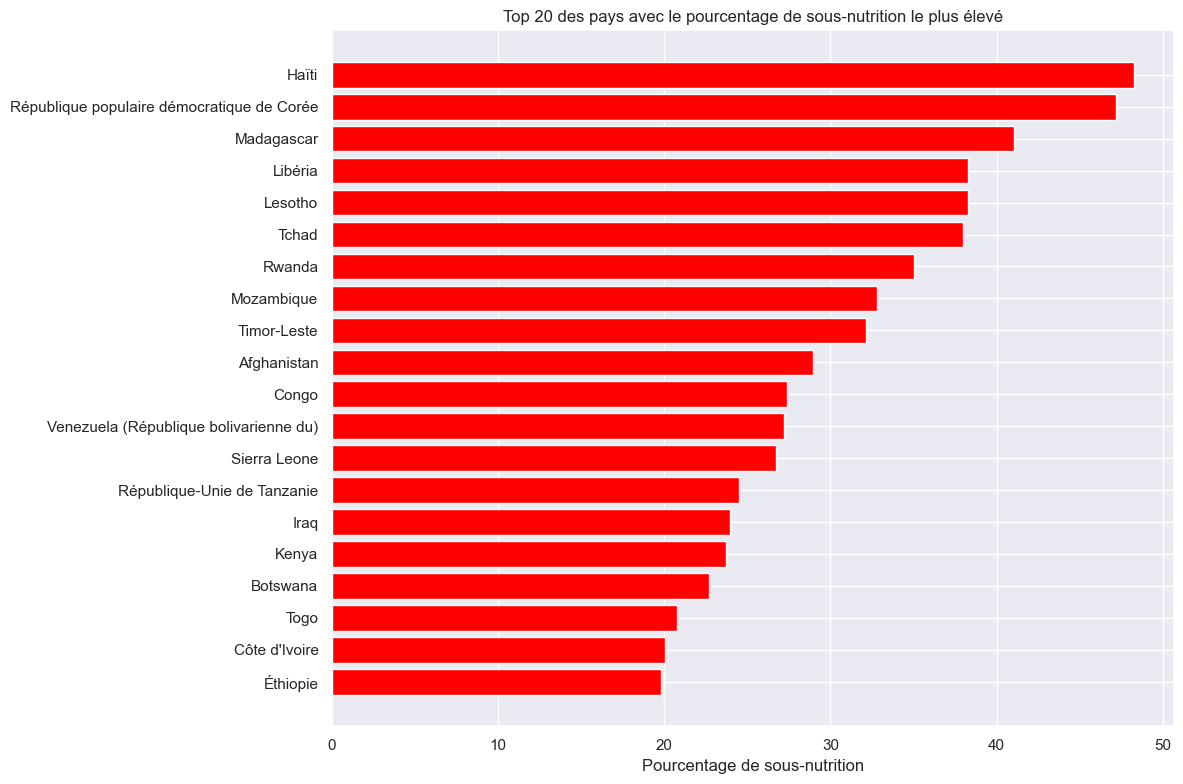 Top 20 des pays avec le pourcentage de sous-nutrition le plus élevé
Haïti
République populaire démocratique de Corée
Madagascar
Libéria
Lesotho
Tchad
Rwanda
Mozambique
Timor-Leste
Afghanistan
Congo
Venezuela (République bolivarienne du)
Sierra Leone
République-Unie de Tanzanie
Iraq
Kenya
Botswana
Togo
Côte d'Ivoire
Éthiopie
0 10 20 30 40 50
Pourcentage de sous-nutrition